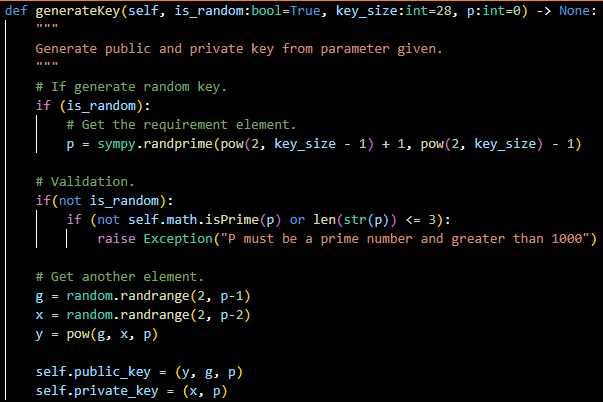 def generateKey(self, is_random:bool=True, key_size:int=28, p:int=0) -> None:
"""
Generate public and private key from parameter given.
"""
# If generate random key.
if (is_random):
# Get the requirement element.
p = sympy.randprime(pow(2, key_size - 1) + 1, pow(2, key_size) - 1)
# Validation.
if(not is_random):
if (not self.math.isPrime(p) or len(str(p)) <= 3):
raise Exception("P must be a prime number and greater than 1000")
# Get another element.
g = random.randrange(2, p-1)
x = random.randrange(2, p-2)
y = pow(g, x, p)
self.public_key = (y, g, p)
self.private_key = (x, p)